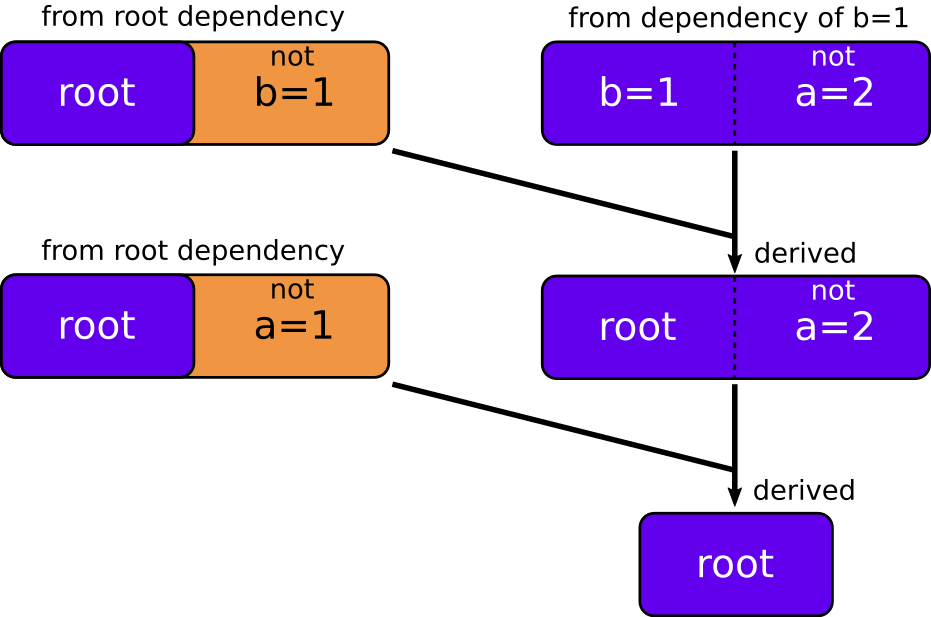 from root dependency
root
not
b=1
from dependency of b=1
b=1
not
a=2
derived
from root dependency
root
not
a=1
root
not
a=2
derived
root